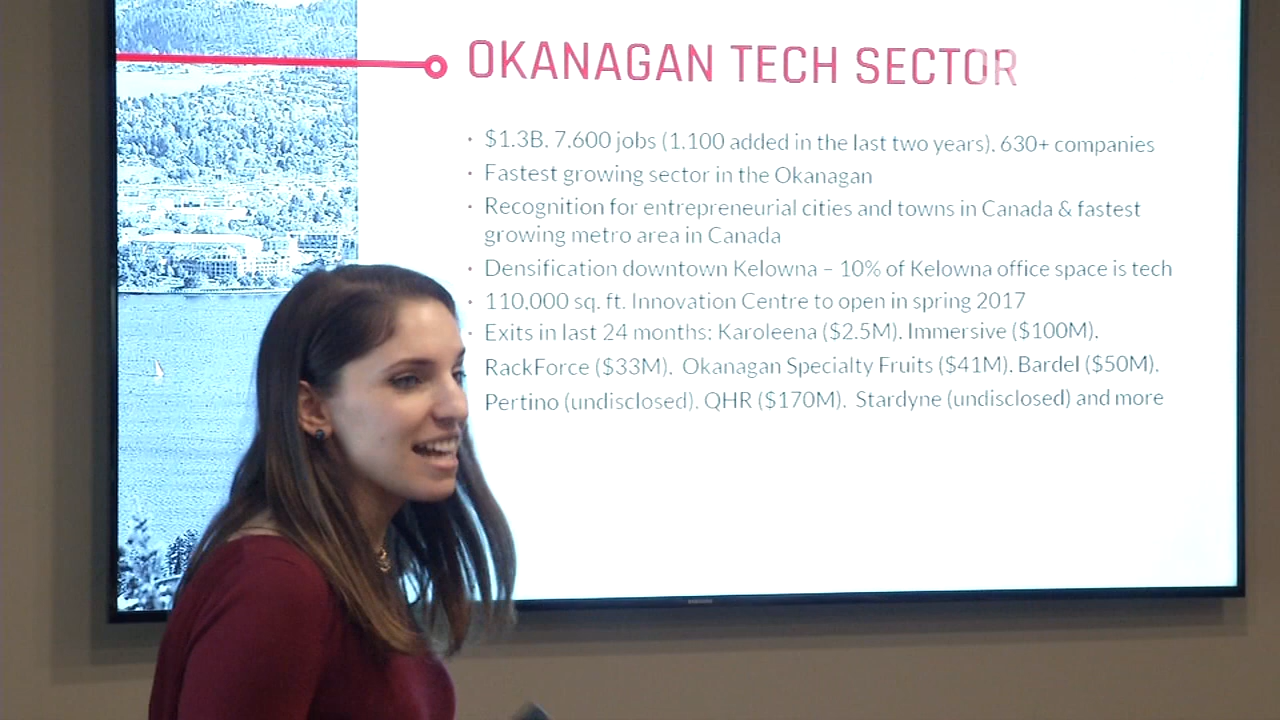 OKANAGAN TECH SECTOR
• $1.3B, 7,600 jobs (1,100 added in the last two years), 630+ companies
• Fastest growing sector in the Okanagan
• Recognition for entrepreneurial cities and towns in Canada & fastest
growing metro area in Canada
• Densification downtown Kelowna – 10% of Kelowna office space is tech
• 110,000 sq. ft. Innovation Centre to open in spring 2017
• Exits in last 24 months: Karoleena ($2.5M), Immersive ($100M),
RackForce ($33M), Okanagan Specialty Fruits ($41M), Bardel ($50M),
Pertino (undisclosed), QHR ($170M), Stardyne (undisclosed) and more
SAMSUNG